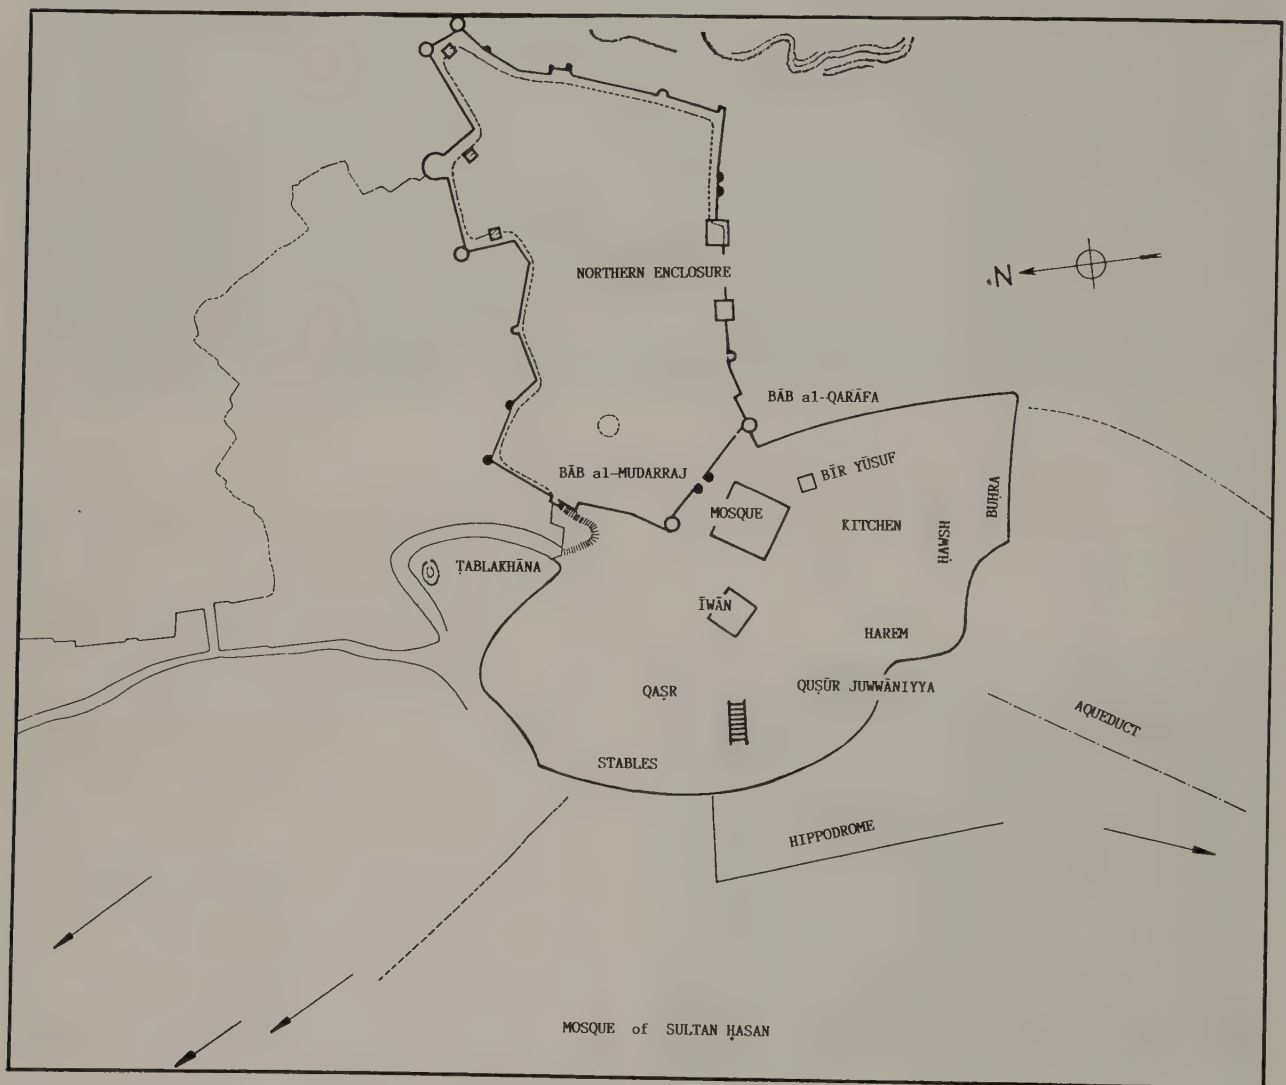 NORTHERN ENCLOSURE
.N
BĀB al-QARĀFA
BĀB al-MUDARRAJ
BĪR YŪSUF
MOSQUE
KITCHEN
ḤAWSH
BUḤRA
ṬABLAKHĀNA
ĪWĀN
HAREM
QAṢR
QUṢŪR JUWWĀNIYYA
AQUEDUCT
STABLES
HIPPODROME
MOSQUE of SULTAN ḤASAN